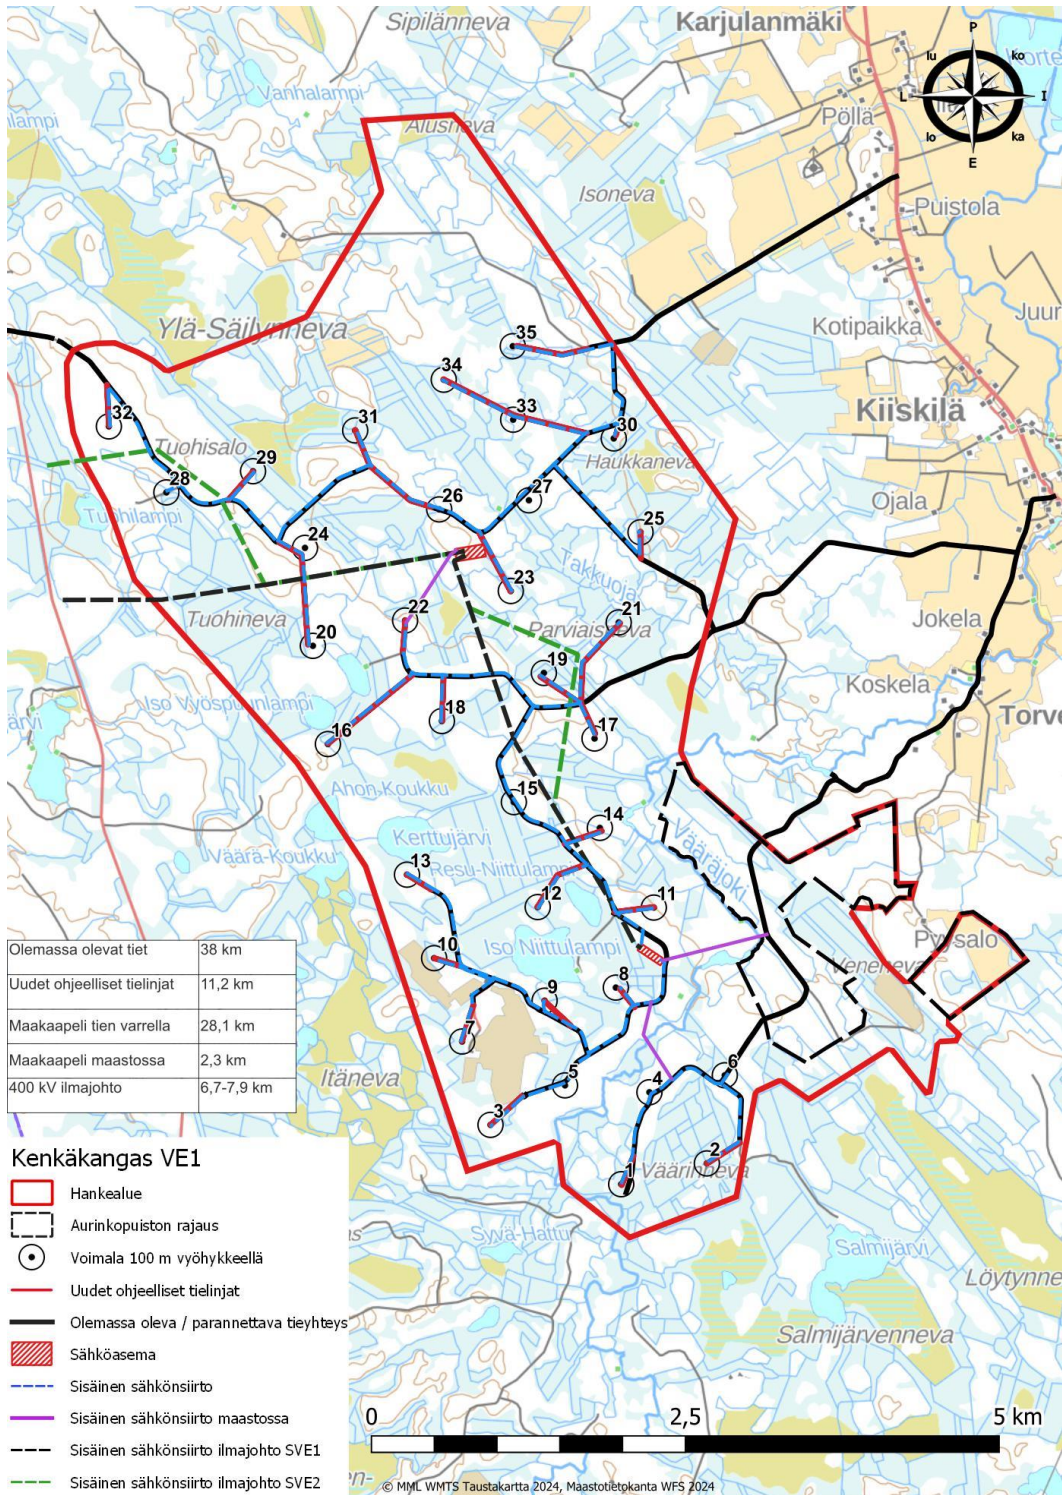 Sipilänneva
Karjulanmäki
P
lu
ko
L
I
lo
ka
E
Vanhalampi
Alusneva
Pöllä
Isoneva
Puistola
Ylä-Säilynneva
Kotipaikka
35
34
33
30
Kiiskilä
31
32
Tuohisalo
29
28
Haukkaneva
27
26
Ojala
Tuohilampi
25
24
Takkuoja
23
Tuohineva
22
21
Parviaisneva
Jokela
20
19
Koskela
Iso Vyöspuunlampi
18
17
16
Ahon Koukku
15
14
Kerttujärvi
Väärä-Koukku
Resu-Niittulampi
Vääräjoki
13
12
11
Iso Niittulampi
10
Pyysalo
Veneneva
9
8
7
Itäneva
6
5
4
3
2
1
Väärinneva
Syvä-Hattu
Salmijärvi
Salmijärvenneva
Olemassa olevat tiet 38 km
Uudet ohjeelliset tielinjat 11,2 km
Maakaapeli tien varrella 28,1 km
Maakaapeli maastossa 2,3 km
400 kV ilmajohto 6,7-7,9 km
Kenkäkangas VE1
Hankealue
Aurinkopuiston rajaus
Voimala 100 m vyöhykkeellä
Uudet ohjeelliset tielinjat
Olemassa oleva / parannettava tieyhteys
Sähköasema
Sisäinen sähkönsiirto
Sisäinen sähkönsiirto maastossa
Sisäinen sähkönsiirto ilmajohto SVE1
Sisäinen sähkönsiirto ilmajohto SVE2
0 2,5 5 km
© MML WMTS Taustakartta 2024, Maastotietokanta WFS 2024